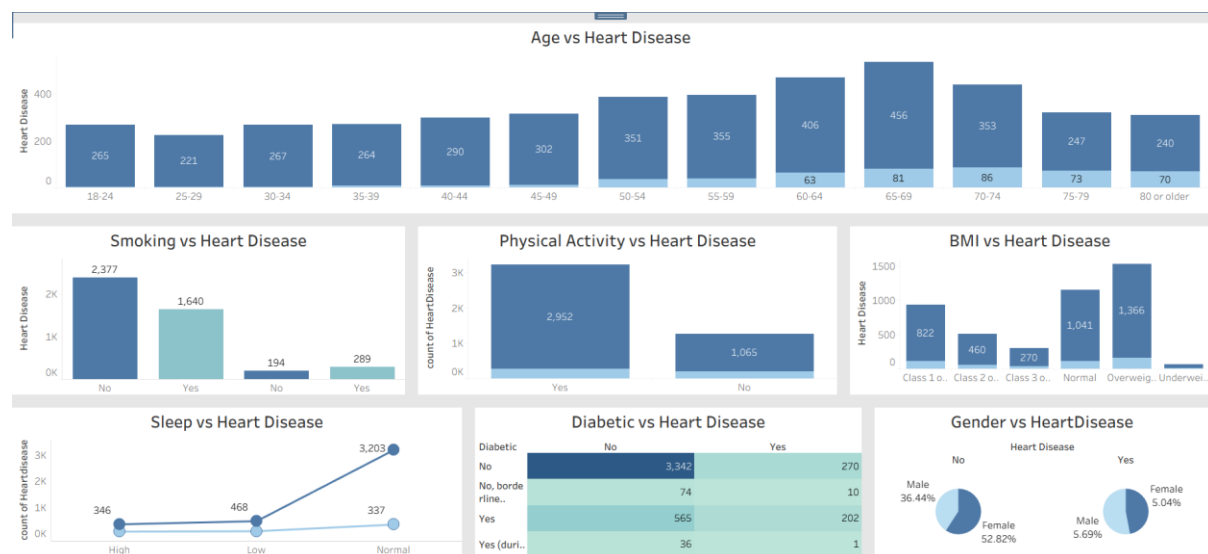 Age vs Heart Disease
Heart Disease
400
200
0
265
221
267
264
290
302
351
355
406
456
353
247
240
63
81
86
73
70
18-24
25-29
30-34
35-39
40-44
45-49
50-54
55-59
60-64
65-69
70-74
75-79
80 or older
Smoking vs Heart Disease
Heart Disease
2K
1K
0K
2,377
1,640
194
289
No
Yes
No
Yes
Physical Activity vs Heart Disease
count of HeartDisease
3K
2K
1K
0K
2,952
1,065
Yes
No
BMI vs Heart Disease
Heart Disease
1500
1000
500
0
822
460
270
1,041
1,366
Class 1 o..
Class 2 o..
Class 3 o..
Normal
Overweig..
Underwei..
Sleep vs Heart Disease
count of Heartdisease
3K
2K
1K
0K
346
468
3,203
337
High
Low
Normal
Diabetic vs Heart Disease
Diabetic No Yes
No 3,342 270
No, borde
rline.. 74 10
Yes 565 202
Yes (duri.. 36 1
Gender vs HeartDisease
Heart Disease
No
Yes
Male
36.44%
Female
52.82%
Female
5.04%
Male
5.69%